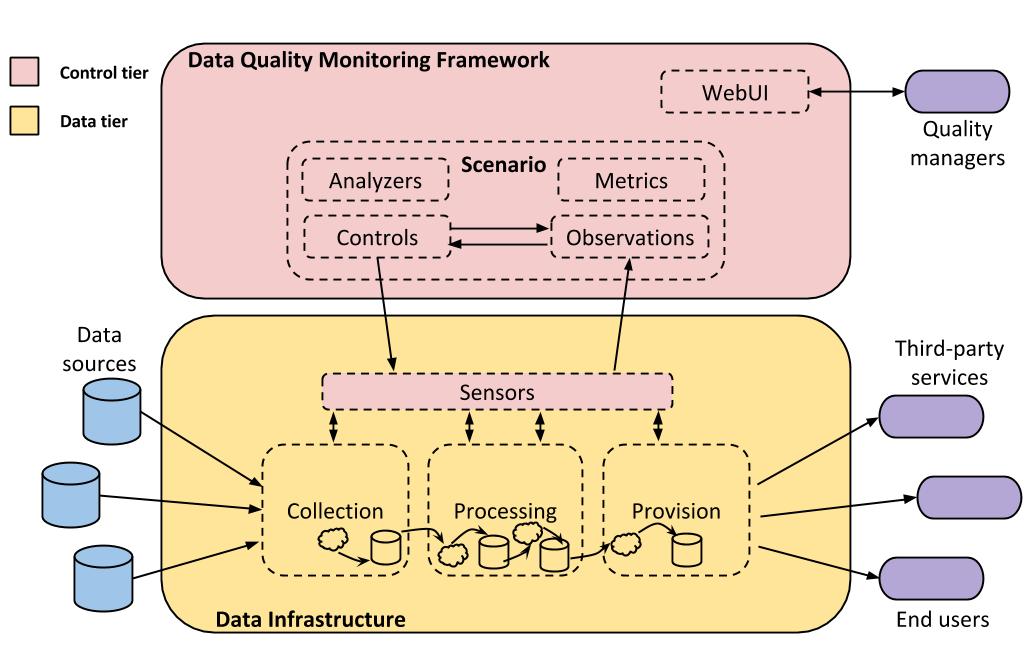 Data Quality Monitoring Framework
Control tier
Data tier
WebUI
Quality
managers
Scenario
Analyzers
Metrics
Controls
Observations
Data
sources
Third-party
services
Sensors
Collection
Processing
Provision
Data Infrastructure
End users